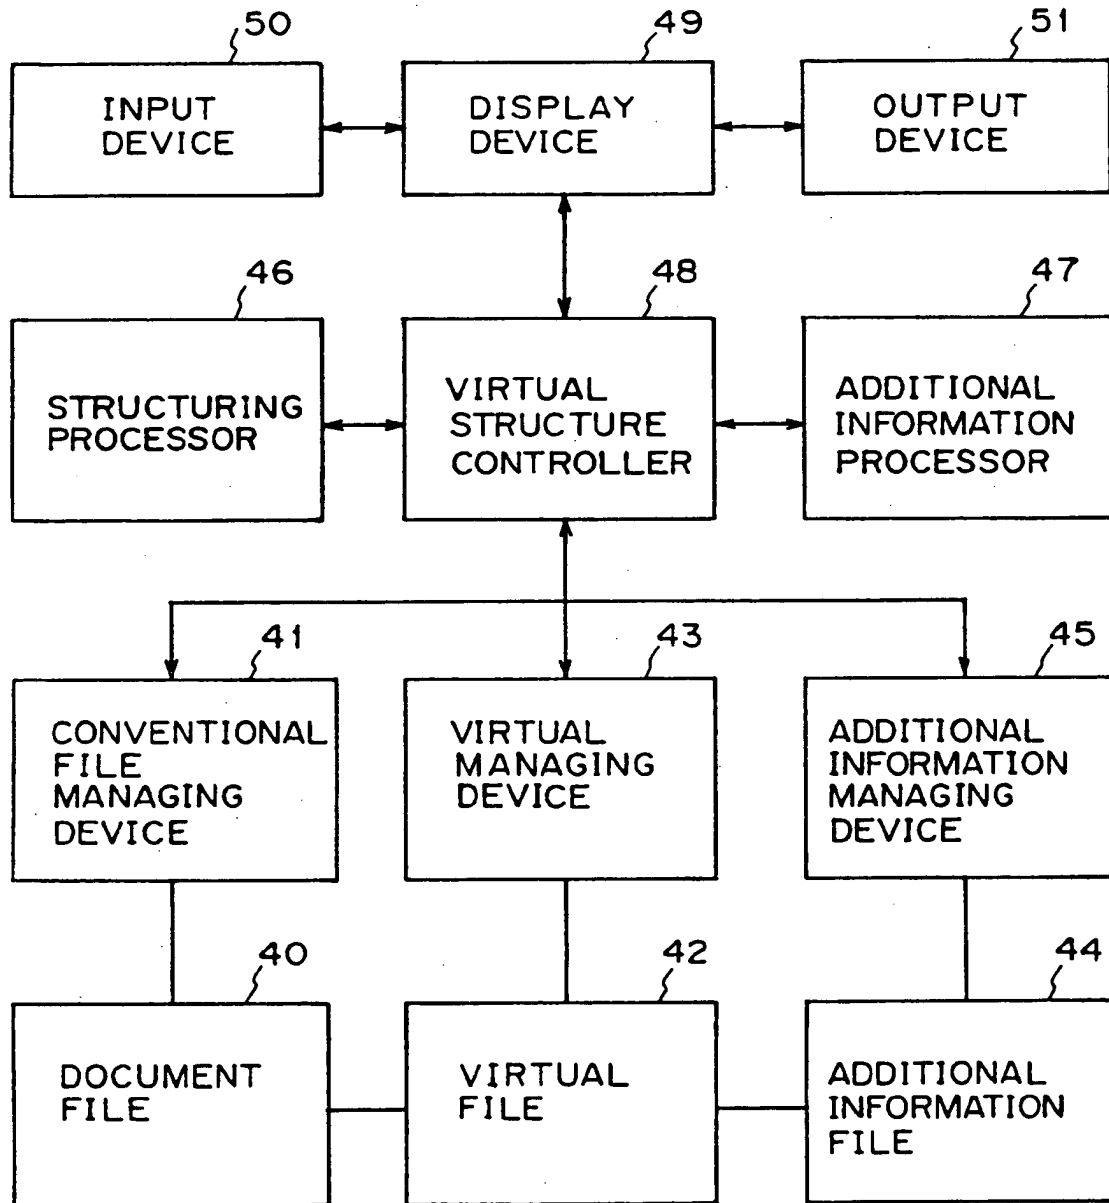 50
49
51
INPUT
DEVICE
DISPLAY
DEVICE
OUTPUT
DEVICE
46
48
47
STRUCTURING
PROCESSOR
VIRTUAL
STRUCTURE
CONTROLLER
ADDITIONAL
INFORMATION
PROCESSOR
41
43
45
CONVENTIONAL
FILE
MANAGING
DEVICE
VIRTUAL
MANAGING
DEVICE
ADDITIONAL
INFORMATION
MANAGING
DEVICE
40
42
44
DOCUMENT
FILE
VIRTUAL
FILE
ADDITIONAL
INFORMATION
FILE